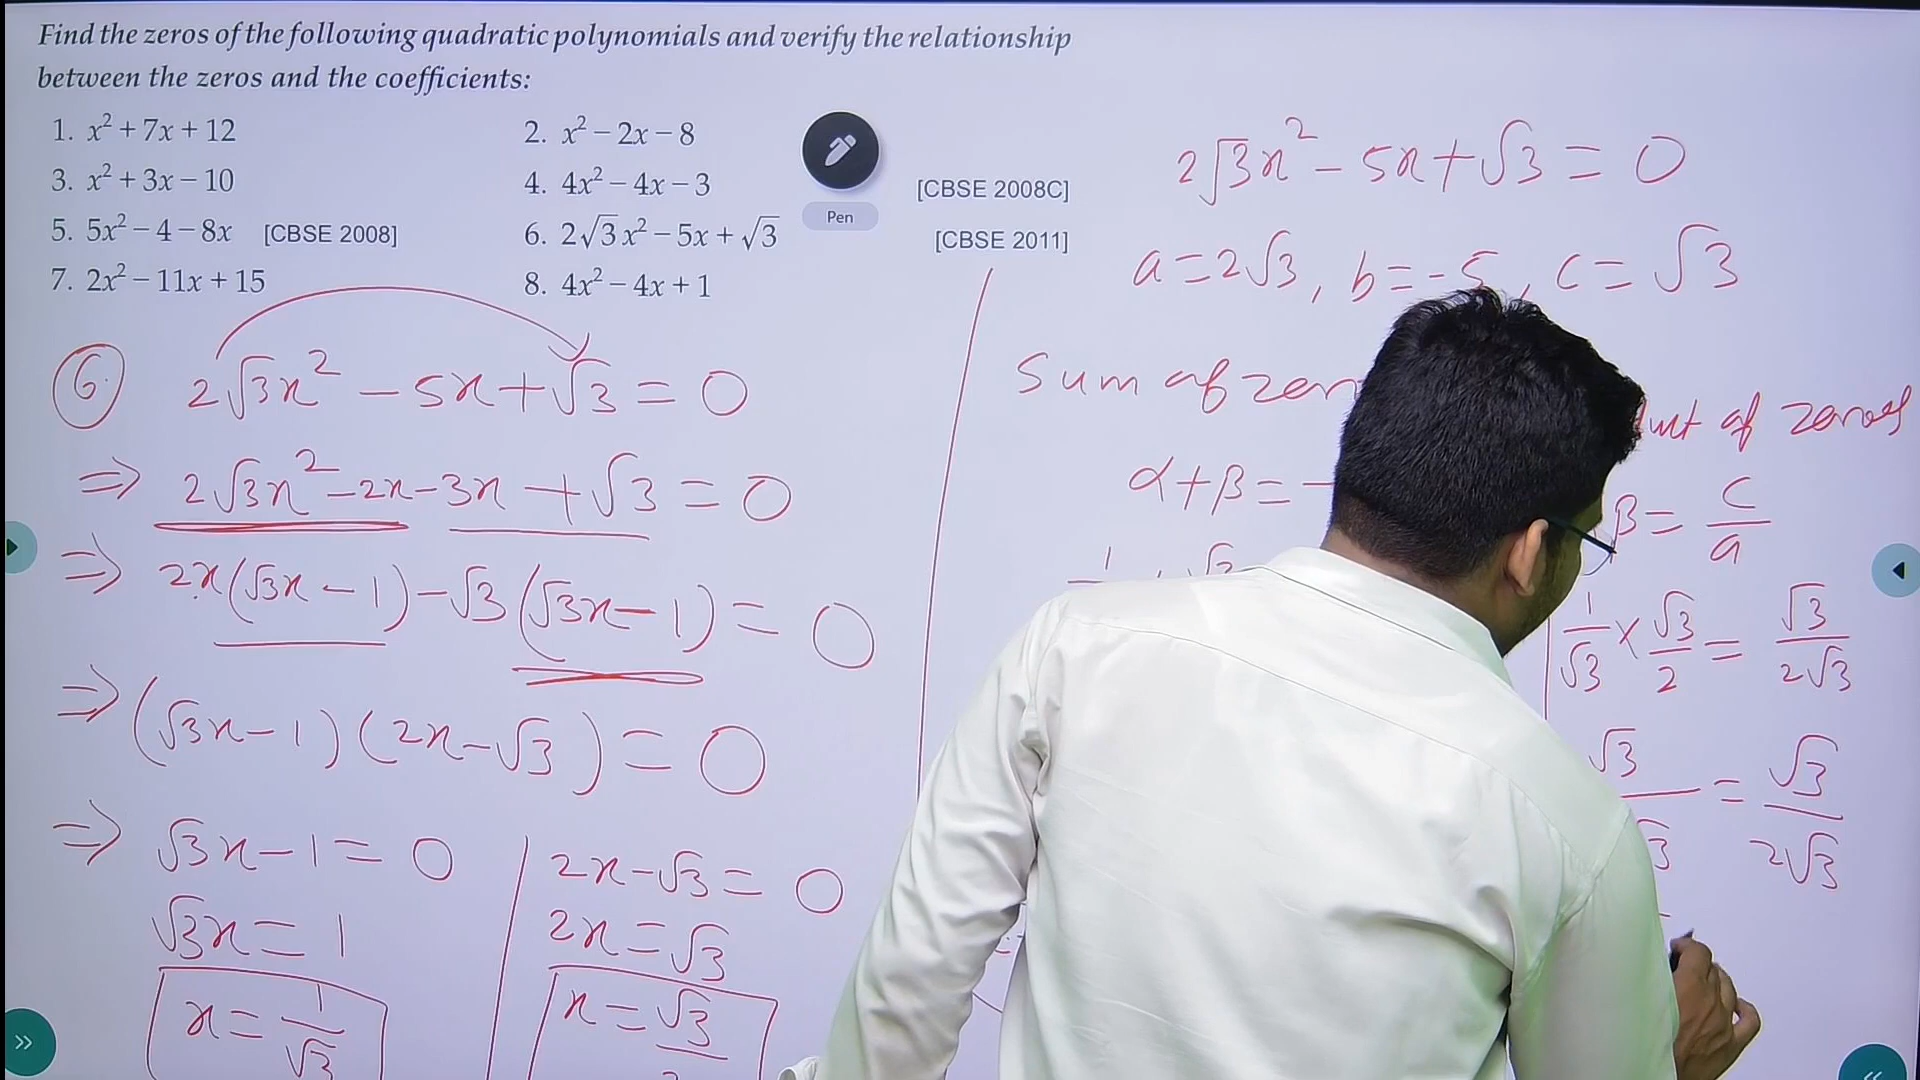 Find the zeros of the following quadratic polynomials and verify the relationship
between the zeros and the coefficients:
1. x² + 7x + 12
2. x² − 2x − 8
3. x² + 3x − 10
4. 4x² − 4x − 3 [CBSE 2008C]
5. 5x² − 4 − 8x [CBSE 2008]
6. 2√3x² − 5x + √3 [CBSE 2011]
7. 2x² − 11x + 15
8. 4x² − 4x + 1
Pen
⑥ 2√3x² − 5x + √3 = 0
⇒ 2√3x² − 2x − 3x + √3 = 0
⇒ 2x(√3x − 1) − √3(√3x − 1) = 0
⇒ (√3x − 1)(2x − √3) = 0
⇒ √3x − 1 = 0
√3x = 1
x = 1/√3
2x − √3 = 0
2x = √3
x = √3
2√3x² − 5x + √3 = 0
a = 2√3, b = −5, c = √3
Sum of
α + β = −
of zeroes
β = c/a
1/√3 × √3/2 = √3/2√3
√3
= √3/2√3